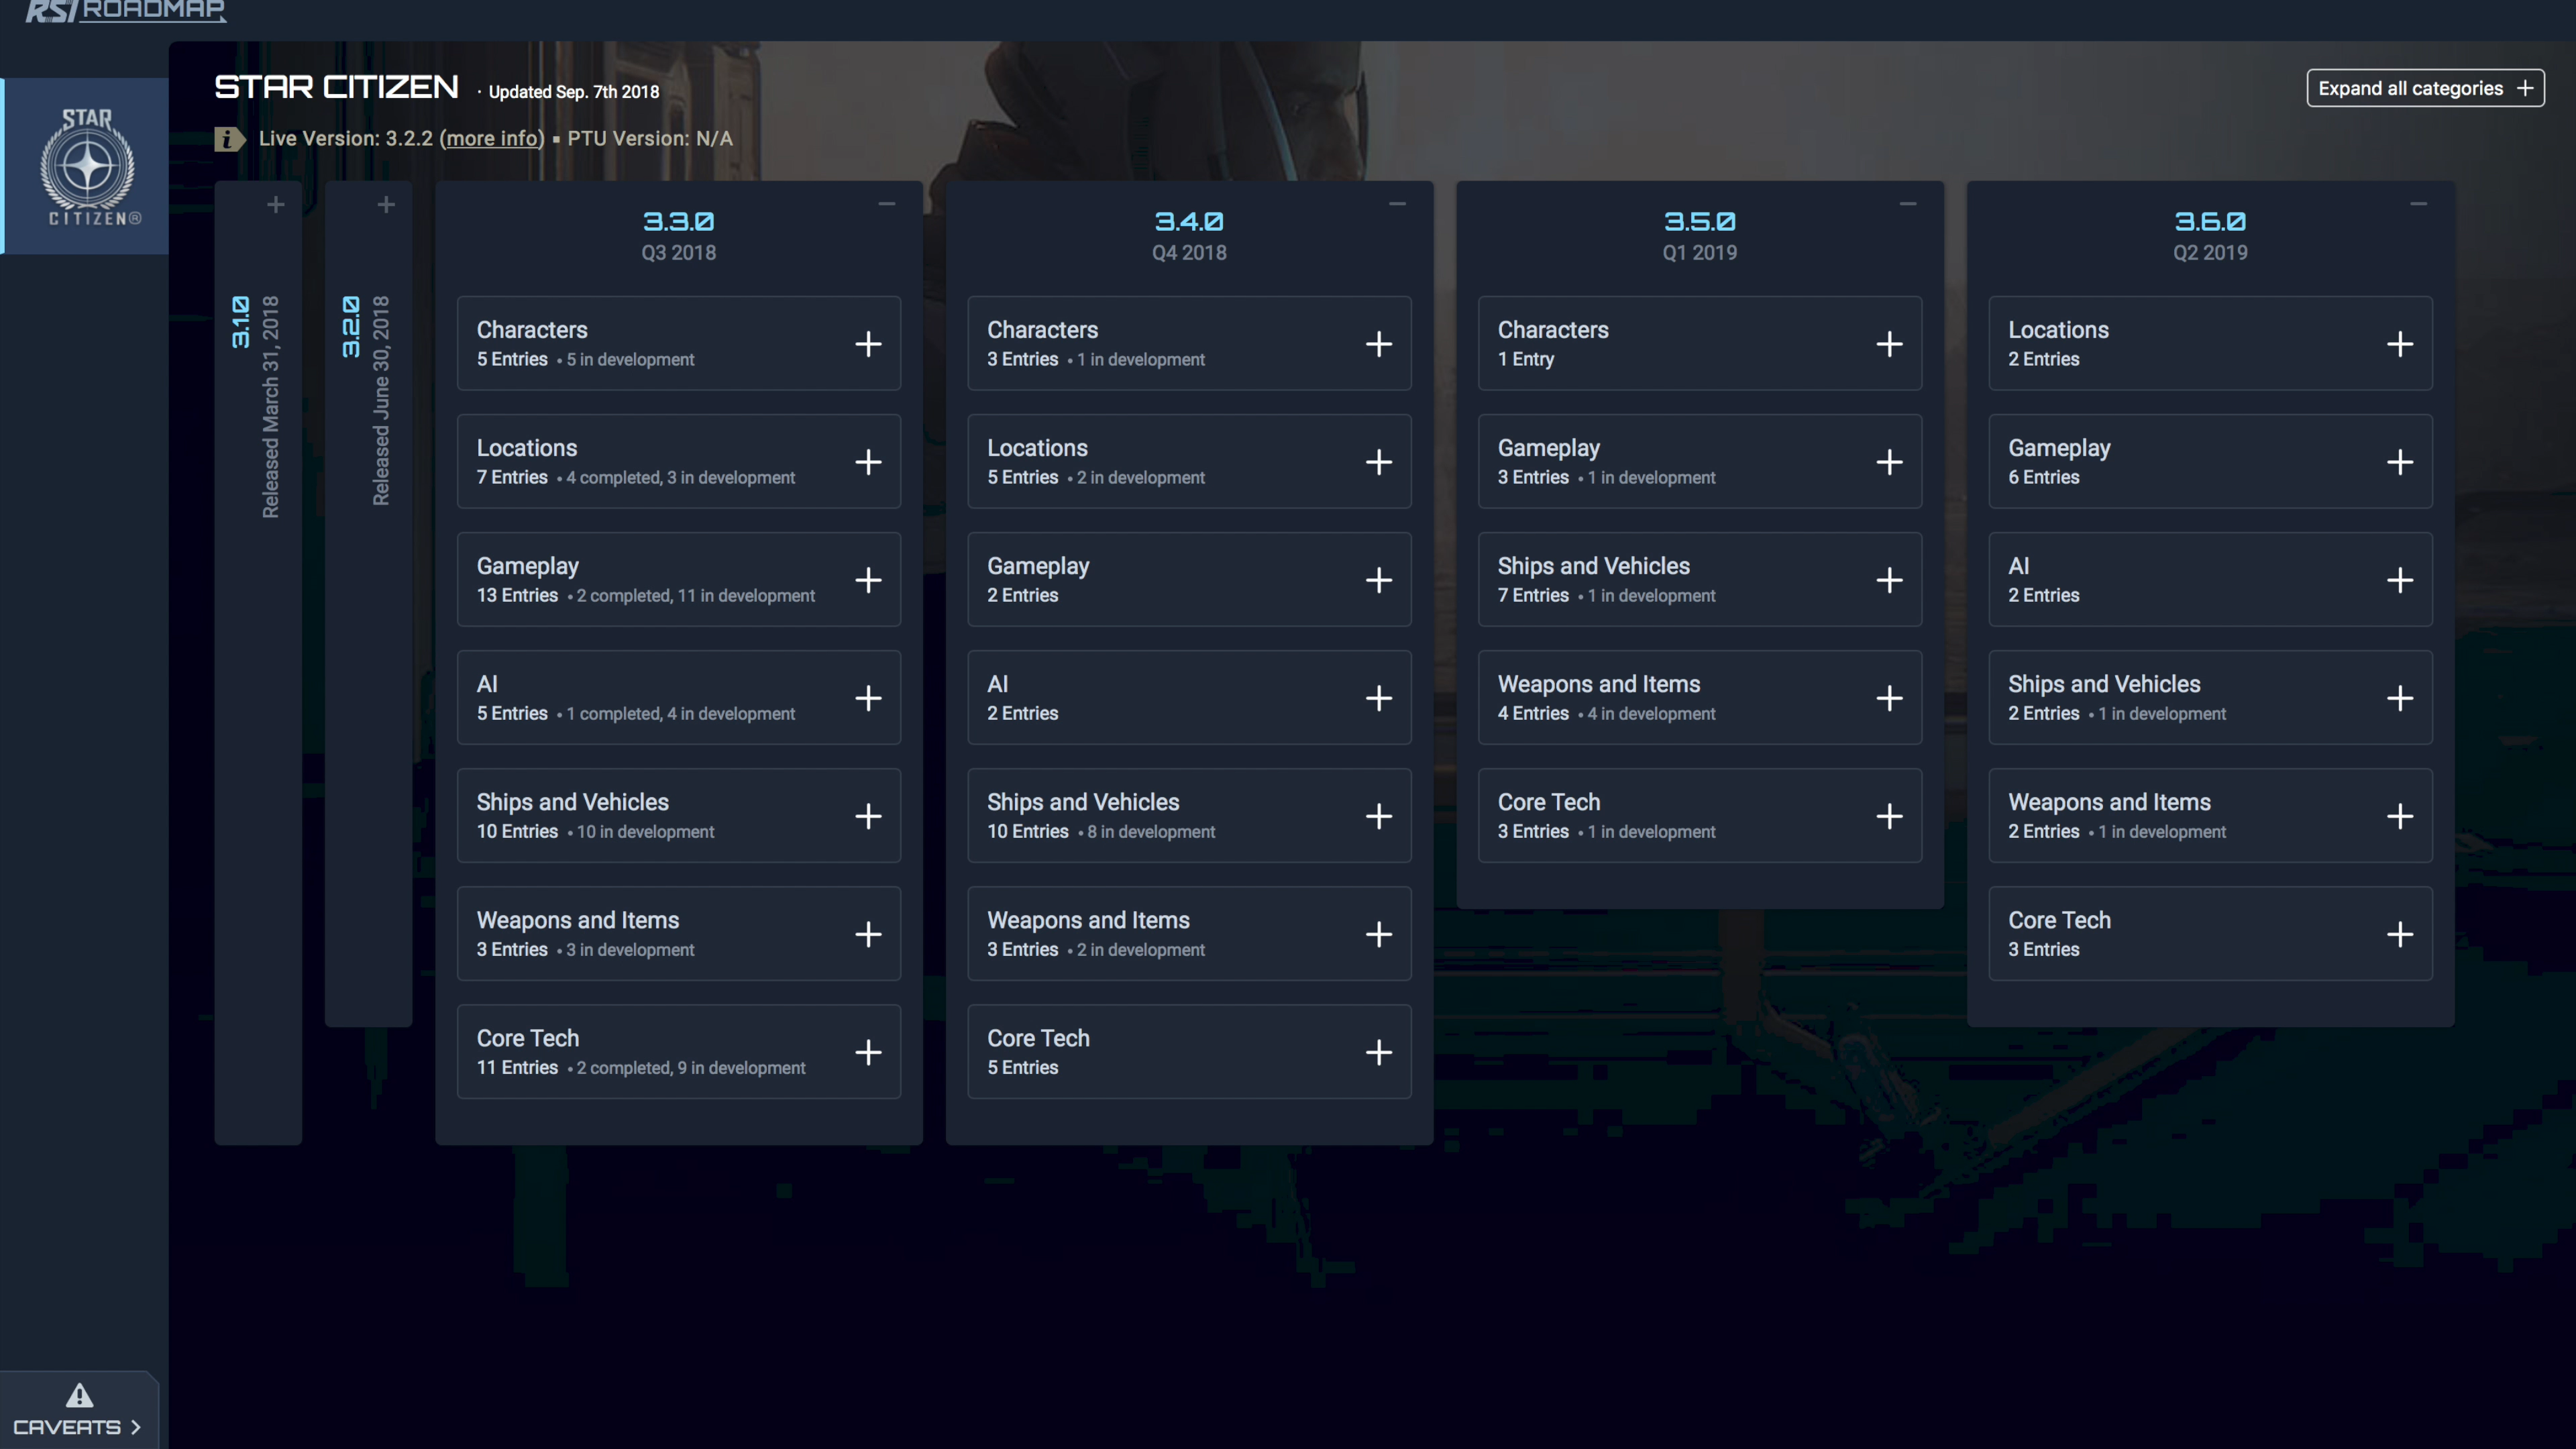 RSI ROADMAP
STAR CITIZEN · Updated Sep. 7th 2018
Expand all categories +
i Live Version: 3.2.2 (more info) ▪ PTU Version: N/A
STAR
CITIZEN®
3.1.0
Released March 31, 2018
3.2.0
Released June 30, 2018
3.3.0
Q3 2018
Characters
5 Entries • 5 in development
Locations
7 Entries • 4 completed, 3 in development
Gameplay
13 Entries • 2 completed, 11 in development
AI
5 Entries • 1 completed, 4 in development
Ships and Vehicles
10 Entries • 10 in development
Weapons and Items
3 Entries • 3 in development
Core Tech
11 Entries • 2 completed, 9 in development
3.4.0
Q4 2018
Characters
3 Entries • 1 in development
Locations
5 Entries • 2 in development
Gameplay
2 Entries
AI
2 Entries
Ships and Vehicles
10 Entries • 8 in development
Weapons and Items
3 Entries • 2 in development
Core Tech
5 Entries
3.5.0
Q1 2019
Characters
1 Entry
Gameplay
3 Entries • 1 in development
Ships and Vehicles
7 Entries • 1 in development
Weapons and Items
4 Entries • 4 in development
Core Tech
3 Entries • 1 in development
3.6.0
Q2 2019
Locations
2 Entries
Gameplay
6 Entries
AI
2 Entries
Ships and Vehicles
2 Entries • 1 in development
Weapons and Items
2 Entries • 1 in development
Core Tech
3 Entries
CAVEATS >